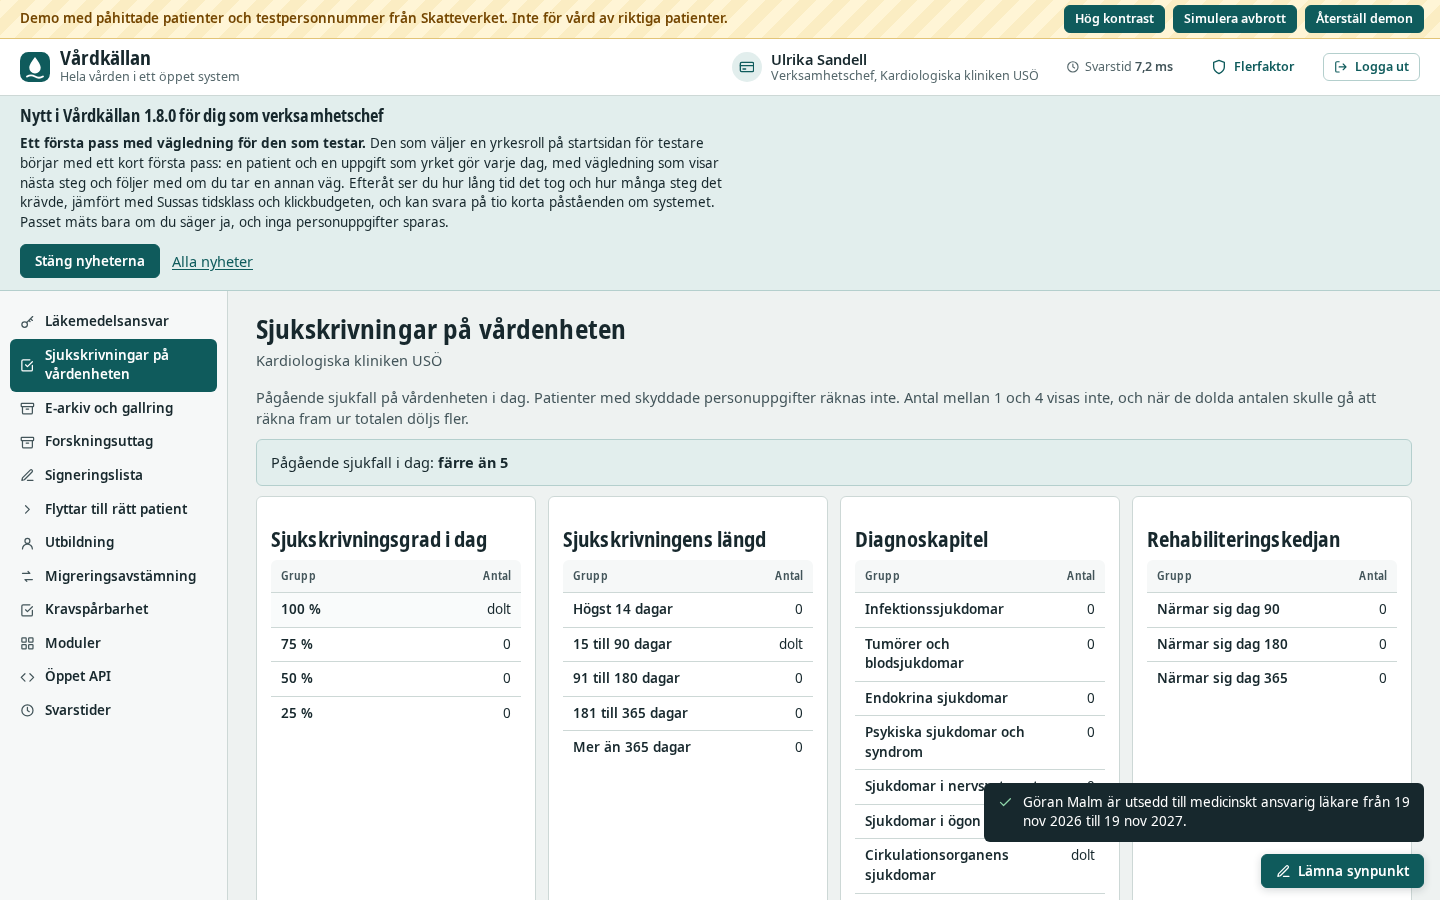 Demo med påhittade patienter och testpersonnummer från Skatteverket. Inte för vård av riktiga patienter.
Hög kontrast
Simulera avbrott
Återställ demon
Vårdkällan
Hela vården i ett öppet system
Ulrika Sandell
Verksamhetschef, Kardiologiska kliniken USÖ
Svarstid 7,2 ms
Flerfaktor
Logga ut
Nytt i Vårdkällan 1.8.0 för dig som verksamhetschef
Ett första pass med vägledning för den som testar. Den som väljer en yrkesroll på startsidan för testare
börjar med ett kort första pass: en patient och en uppgift som yrket gör varje dag, med vägledning som visar
nästa steg och följer med om du tar en annan väg. Efteråt ser du hur lång tid det tog och hur många steg det
krävde, jämfört med Sussas tidsklass och klickbudgeten, och kan svara på tio korta påståenden om systemet.
Passet mäts bara om du säger ja, och inga personuppgifter sparas.
Stäng nyheterna
Alla nyheter
Läkemedelsansvar
Sjukskrivningar på
vårdenheten
E-arkiv och gallring
Forskningsuttag
Signeringslista
Flyttar till rätt patient
Utbildning
Migreringsavstämning
Kravspårbarhet
Moduler
Öppet API
Svarstider
Sjukskrivningar på vårdenheten
Kardiologiska kliniken USÖ
Pågående sjukfall på vårdenheten i dag. Patienter med skyddade personuppgifter räknas inte. Antal mellan 1 och 4 visas inte, och när de dolda antalen skulle gå att
räkna fram ur totalen döljs fler.
Pågående sjukfall i dag: färre än 5
Sjukskrivningsgrad i dag
Grupp Antal
100 % dolt
75 % 0
50 % 0
25 % 0
Sjukskrivningens längd
Grupp Antal
Högst 14 dagar 0
15 till 90 dagar dolt
91 till 180 dagar 0
181 till 365 dagar 0
Mer än 365 dagar 0
Diagnoskapitel
Grupp Antal
Infektionssjukdomar 0
Tumörer och
blodsjukdomar 0
Endokrina sjukdomar 0
Psykiska sjukdomar och
syndrom 0
Sjukdomar i
Sjukdomar i ögon
Cirkulationsorganens
sjukdomar dolt
Rehabiliteringskedjan
Grupp Antal
Närmar sig dag 90 0
Närmar sig dag 180 0
Närmar sig dag 365 0
Göran Malm är utsedd till medicinskt ansvarig läkare från 19
nov 2026 till 19 nov 2027.
Lämna synpunkt